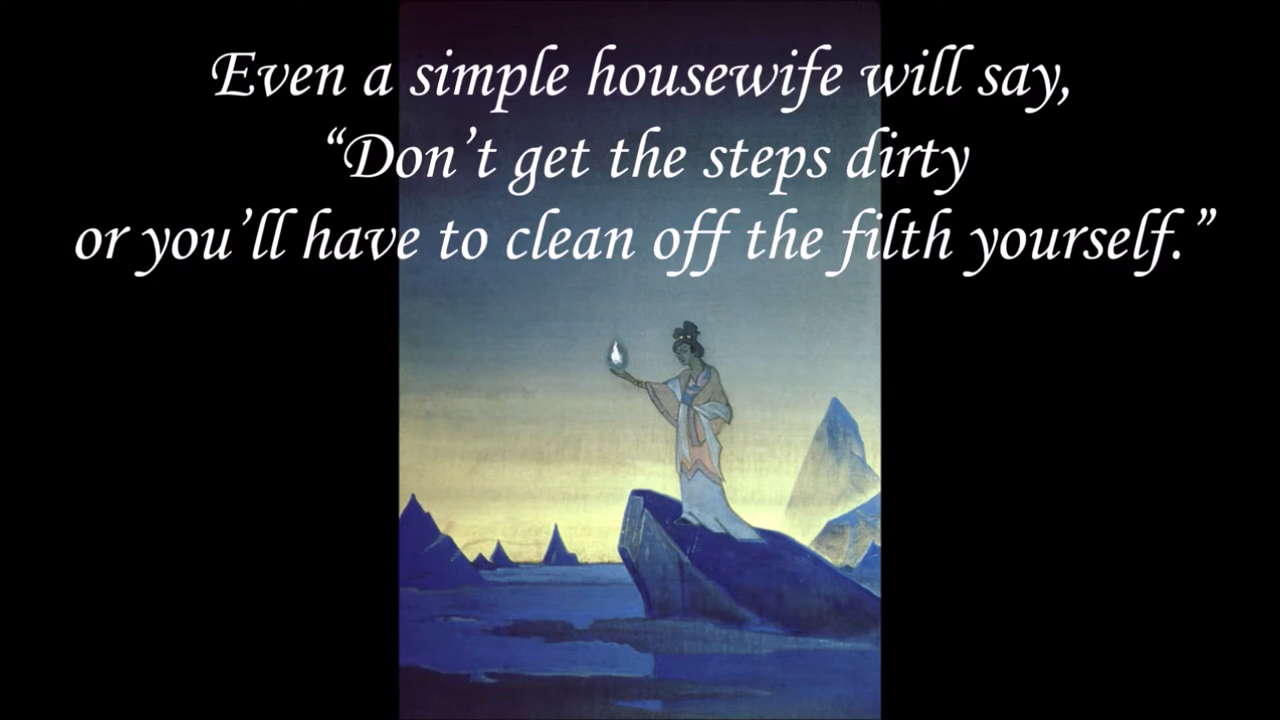 Even a simple housewife will say,
“Don’t get the steps dirty
or you’ll have to clean off the filth yourself.”